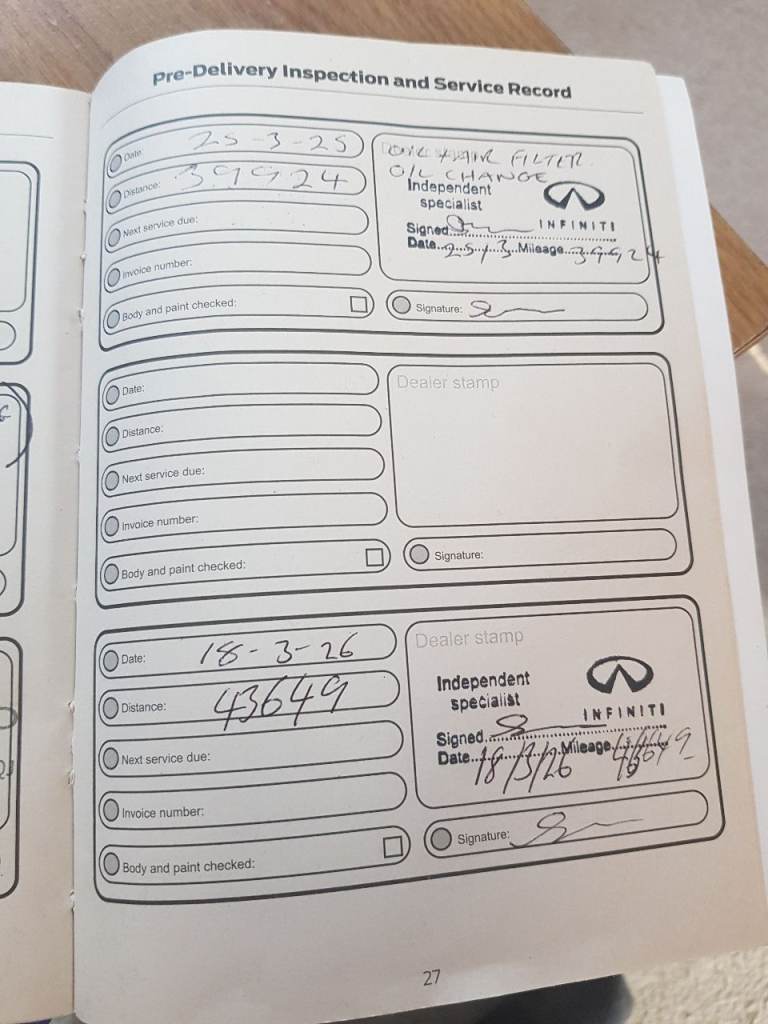 Pre-Delivery Inspection and Service Record
Date: 25-3-25
Distance: 39924
Next service due:
Invoice number:
Body and paint checked:
AIR FILTER
OIL CHANGE
Independent
specialist
INFINITI
Signed
Date 25/3 Mileage 39924
Signature:
Date:
Distance:
Next service due:
Invoice number:
Body and paint checked:
Dealer stamp
Signature:
Date: 18-3-26
Distance: 43649
Next service due:
Invoice number:
Body and paint checked:
Dealer stamp
Independent
specialist
INFINITI
Signed
Date 18/3/26 Mileage 43649
Signature:
27